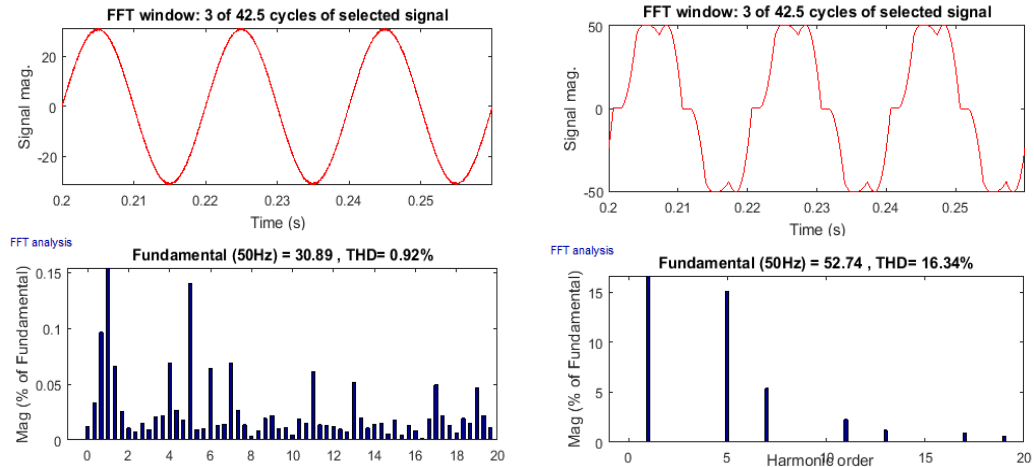 FFT window: 3 of 42.5 cycles of selected signal
Signal mag.
20
0
-20
0.2 0.21 0.22 0.23 0.24 0.25
Time (s)
FFT analysis
Fundamental (50Hz) = 30.89 , THD= 0.92%
Mag (% of Fundamental)
0.15
0.1
0.05
0
0 2 4 6 8 10 12 14 16 18 20
FFT window: 3 of 42.5 cycles of selected signal
Signal mag.
50
0
-50
0.2 0.21 0.22 0.23 0.24 0.25
Time (s)
FFT analysis
Fundamental (50Hz) = 52.74 , THD= 16.34%
Mag (% of Fundamental)
15
10
5
0
0 5 10 15 20
Harmonic order